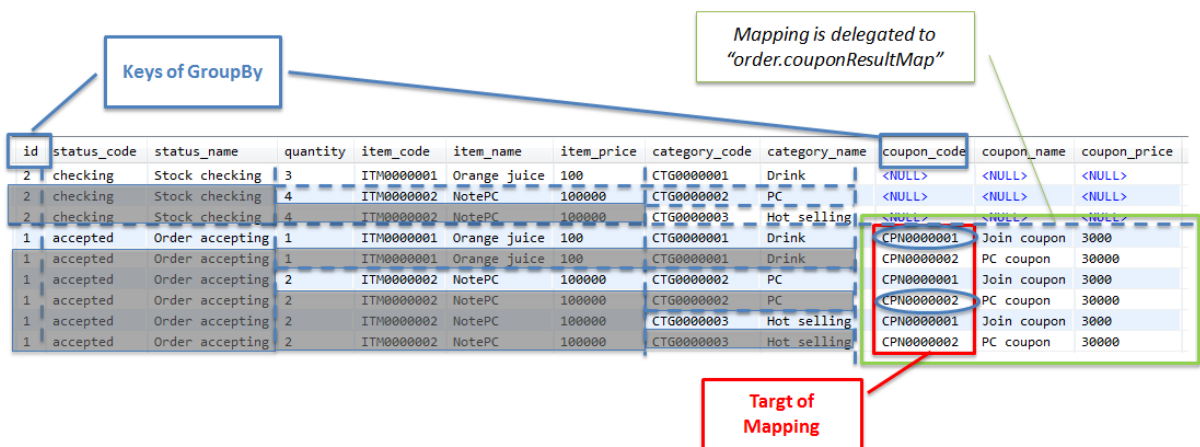 Mapping is delegated to
“order.couponResultMap”
Keys of GroupBy
id status_code status_name quantity item_code item_name item_price category_code category_name coupon_code coupon_name coupon_price
2 checking Stock checking 3 ITM0000001 Orange juice 100 CTG0000001 Drink <NULL> <NULL> <NULL>
2 checking Stock checking 4 ITM0000002 NotePC 100000 CTG0000002 PC <NULL> <NULL> <NULL>
2 checking Stock checking 4 ITM0000002 NotePC 100000 CTG0000003 Hot selling <NULL> <NULL> <NULL>
1 accepted Order accepting 1 ITM0000001 Orange juice 100 CTG0000001 Drink CPN0000001 Join coupon 3000
1 accepted Order accepting 1 ITM0000001 Orange juice 100 CTG0000001 Drink CPN0000002 PC coupon 30000
1 accepted Order accepting 2 ITM0000002 NotePC 100000 CTG0000002 PC CPN0000001 Join coupon 3000
1 accepted Order accepting 2 ITM0000002 NotePC 100000 CTG0000002 PC CPN0000002 PC coupon 30000
1 accepted Order accepting 2 ITM0000002 NotePC 100000 CTG0000003 Hot selling CPN0000001 Join coupon 3000
1 accepted Order accepting 2 ITM0000002 NotePC 100000 CTG0000003 Hot selling CPN0000002 PC coupon 30000
Targt of
Mapping